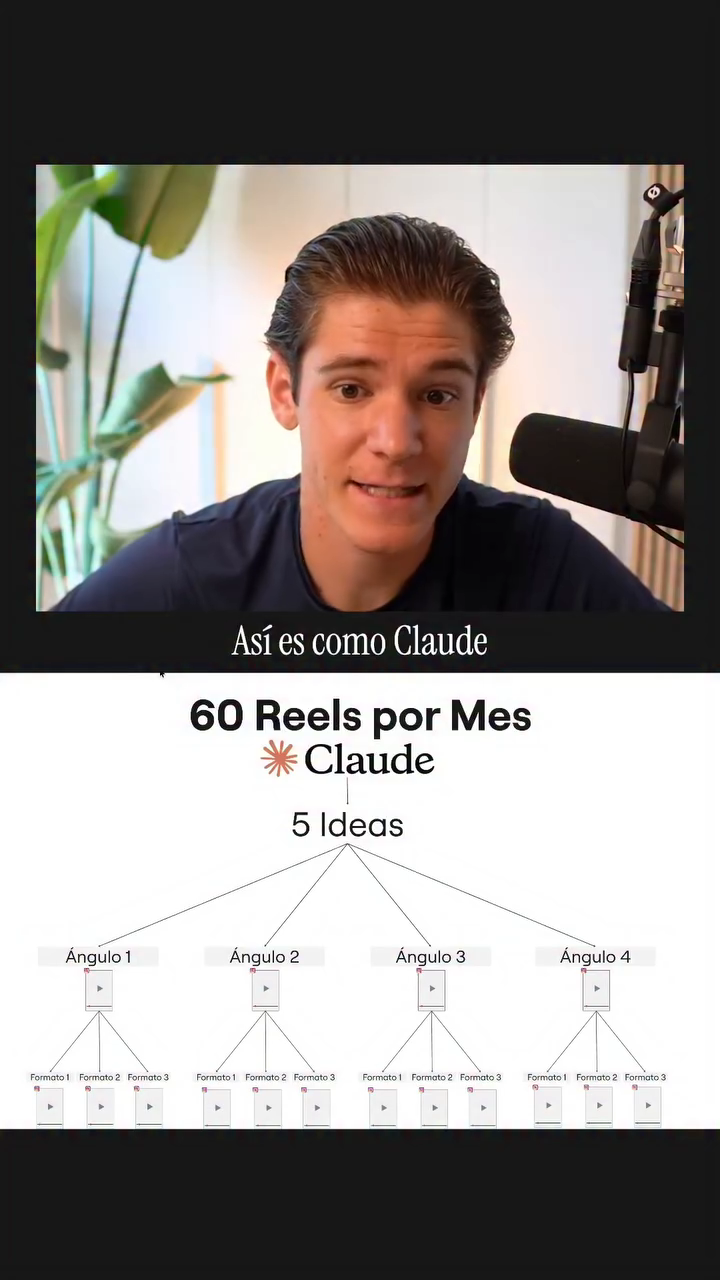 Así es como Claude
60 Reels por Mes
Claude
5 Ideas
Ángulo 1 Ángulo 2 Ángulo 3 Ángulo 4
Formato 1 Formato 2 Formato 3 Formato 1 Formato 2 Formato 3 Formato 1 Formato 2 Formato 3 Formato 1 Formato 2 Formato 3